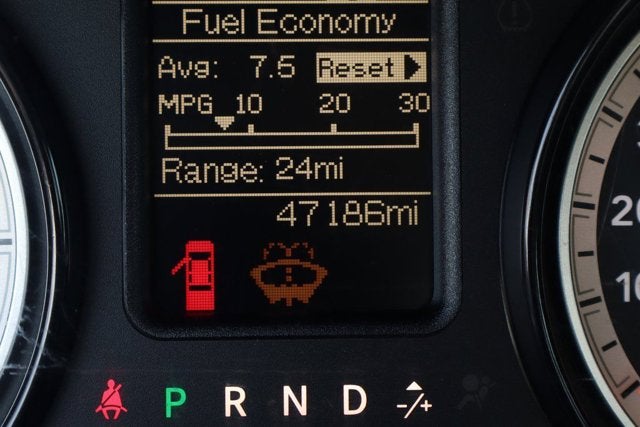 Fuel Economy
Avg: 7.5 Reset
MPG 10 20 30
Range: 24mi
47186mi
P R N D -/+